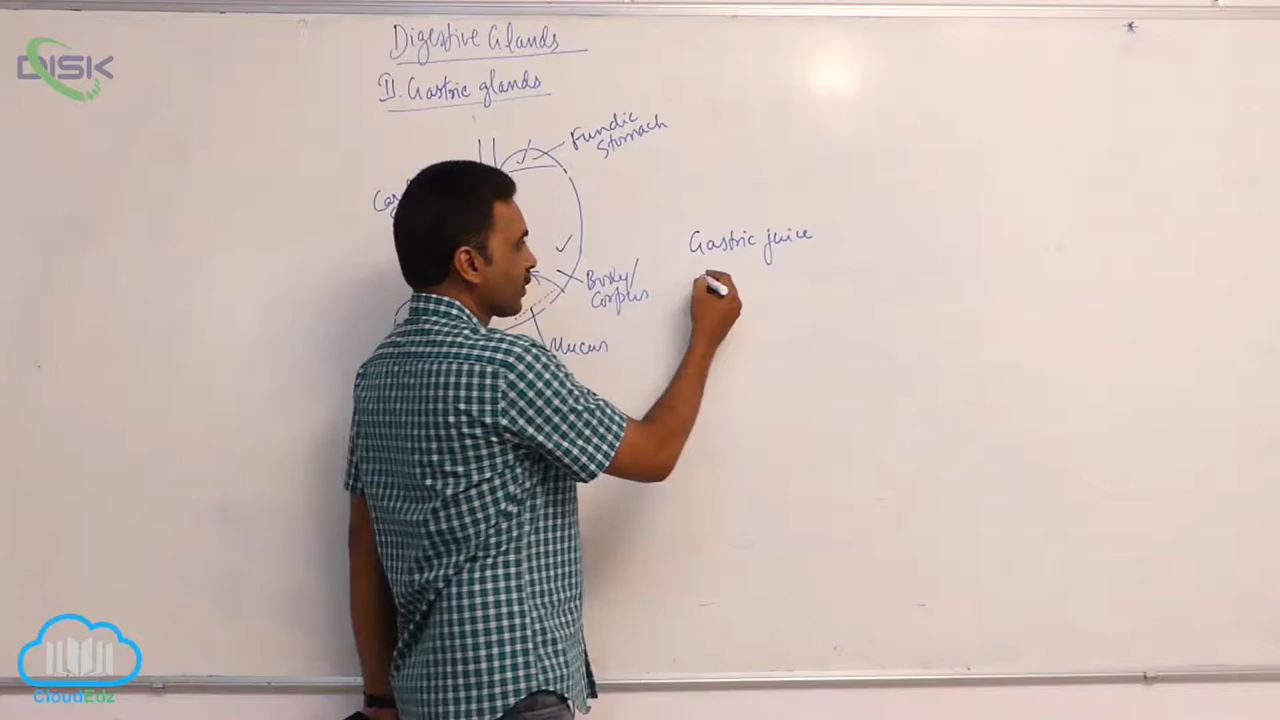 DISK
Digestive Glands
II. Gastric glands
Fundic
Stomach
Gastric juice
Body/
Corpus
Mucus
CloudEdz